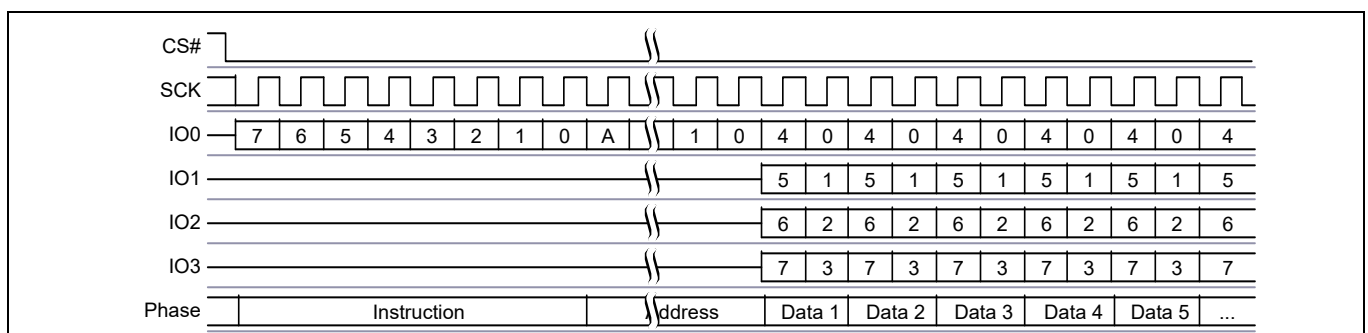 CS#
SCK
IO0 7 6 5 4 3 2 1 0 A 1 0 4 0 4 0 4 0 4 0 4 0 4
IO1 5 1 5 1 5 1 5 1 5 1 5
IO2 6 2 6 2 6 2 6 2 6 2 6
IO3 7 3 7 3 7 3 7 3 7 3 7
Phase Instruction Address Data 1 Data 2 Data 3 Data 4 Data 5 ...